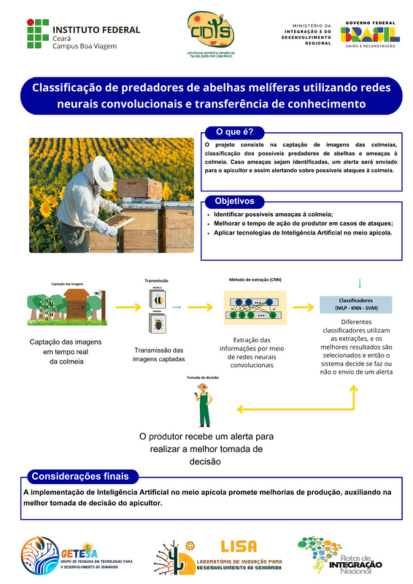 INSTITUTO FEDERAL
Ceará
Campus Boa Viagem
CIDTS
MINISTÉRIO DA
INTEGRAÇÃO E DO
DESENVOLVIMENTO
REGIONAL
GOVERNO FEDERAL
BRASIL
UNIÃO E RECONSTRUÇÃO
Classificação de predadores de abelhas melíferas utilizando redes
neurais convolucionais e transferência de conhecimento
O que é?
O projeto consiste na captação de imagens das colmeias,
classificação dos possíveis predadores de abelhas e ameaças à
colmeia. Caso ameaças sejam identificadas, um alerta será enviado
para o apicultor e assim alertando sobre possíveis ataques à colmeia.
Objetivos
• Identificar possíveis ameaças à colmeia;
• Melhorar o tempo de ação do produtor em casos de ataques;
• Aplicar tecnologias de Inteligência Artificial no meio apícola.
Captação das imagens
Transmissão
Método de extração (CNN)
Classificadores
(MLP - KNN - SVM)
Captação das imagens
em tempo real
da colmeia
Transmissão das
imagens captadas
Extração das
informações por meio
de redes neurais
convolucionais
Diferentes
classificadores utilizam
as extrações, e os
melhores resultados são
selecionados e então o
sistema decide se faz ou
não o envio de um alerta
Tomada de decisão
O produtor recebe um alerta para
realizar a melhor tomada de
decisão
Considerações finais
A implementação de Inteligência Artificial no meio apícola promete melhorias de produção, auxiliando na
melhor tomada de decisão do apicultor.
GETESA
GRUPO DE PESQUISA EM TECNOLOGIAS PARA
O DESENVOLVIMENTO DO SEMIÁRIDO
LISA
LABORATÓRIO DE INOVAÇÃO PARA
DESENVOLVIMENTO DO SEMIÁRIDO
Rotas de
INTEGRAÇÃO
Nacional